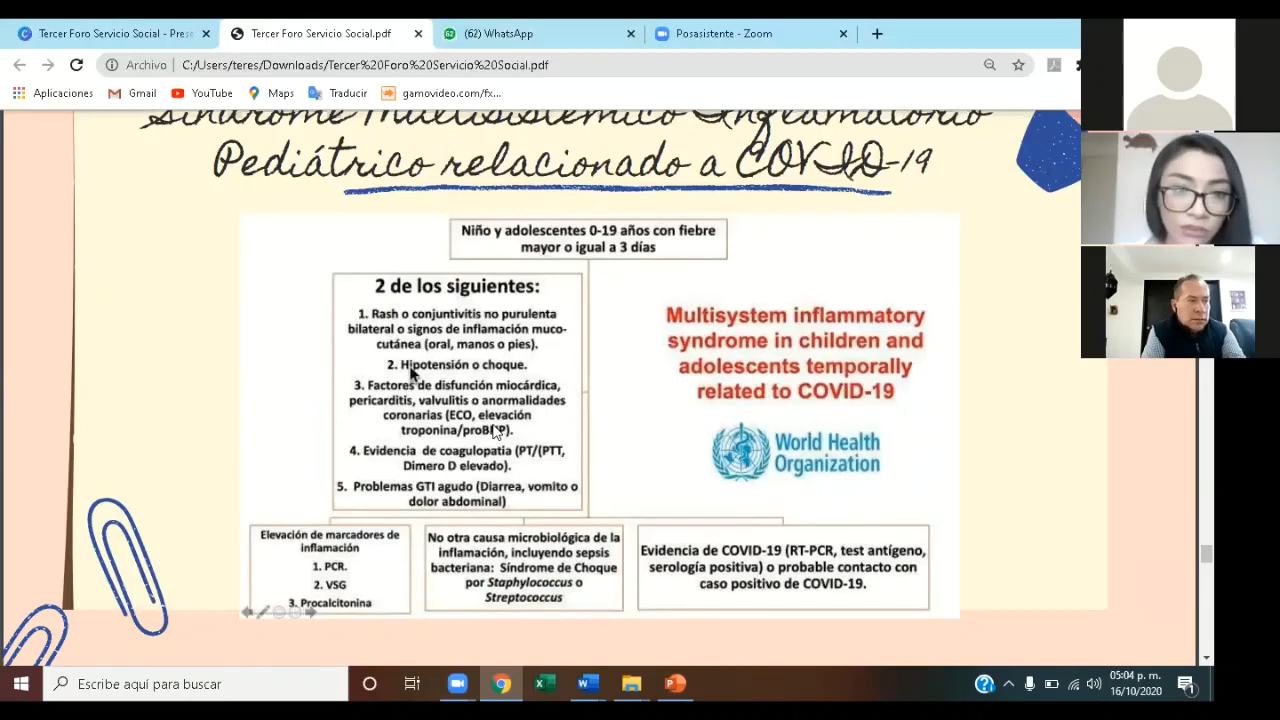 Tercer Foro Servicio Social - Prese
Tercer Foro Servicio Social.pdf
(62) WhatsApp
Posasistente - Zoom
Archivo
C:/Users/teres/Downloads/Tercer%20Foro%20Servicio%20Social.pdf
Aplicaciones
Gmail
YouTube
Maps
Traducir
gamovideo.com/fx...
Síndrome Multisistémico Inflamatorio
Pediátrico relacionado a COVID-19
Niño y adolescentes 0-19 años con fiebre
mayor o igual a 3 días
2 de los siguientes:
1. Rash o conjuntivitis no purulenta
bilateral o signos de inflamación muco-
cutánea (oral, manos o pies).
2. Hipotensión o choque.
3. Factores de disfunción miocárdica,
pericarditis, valvulitis o anormalidades
coronarias (ECO, elevación
troponina/proBNP).
4. Evidencia de coagulopatia (PT/(PTT,
Dimero D elevado).
5. Problemas GTI agudo (Diarrea, vomito o
dolor abdominal)
Multisystem inflammatory
syndrome in children and
adolescents temporally
related to COVID-19
World Health
Organization
Elevación de marcadores de
inflamación
1. PCR.
2. VSG
3. Procalcitonina
No otra causa microbiológica de la
inflamación, incluyendo sepsis
bacteriana: Síndrome de Choque
por Staphylococcus o
Streptococcus
Evidencia de COVID-19 (RT-PCR, test antígeno,
serología positiva) o probable contacto con
caso positivo de COVID-19.
Escribe aquí para buscar
05:04 p. m.
16/10/2020